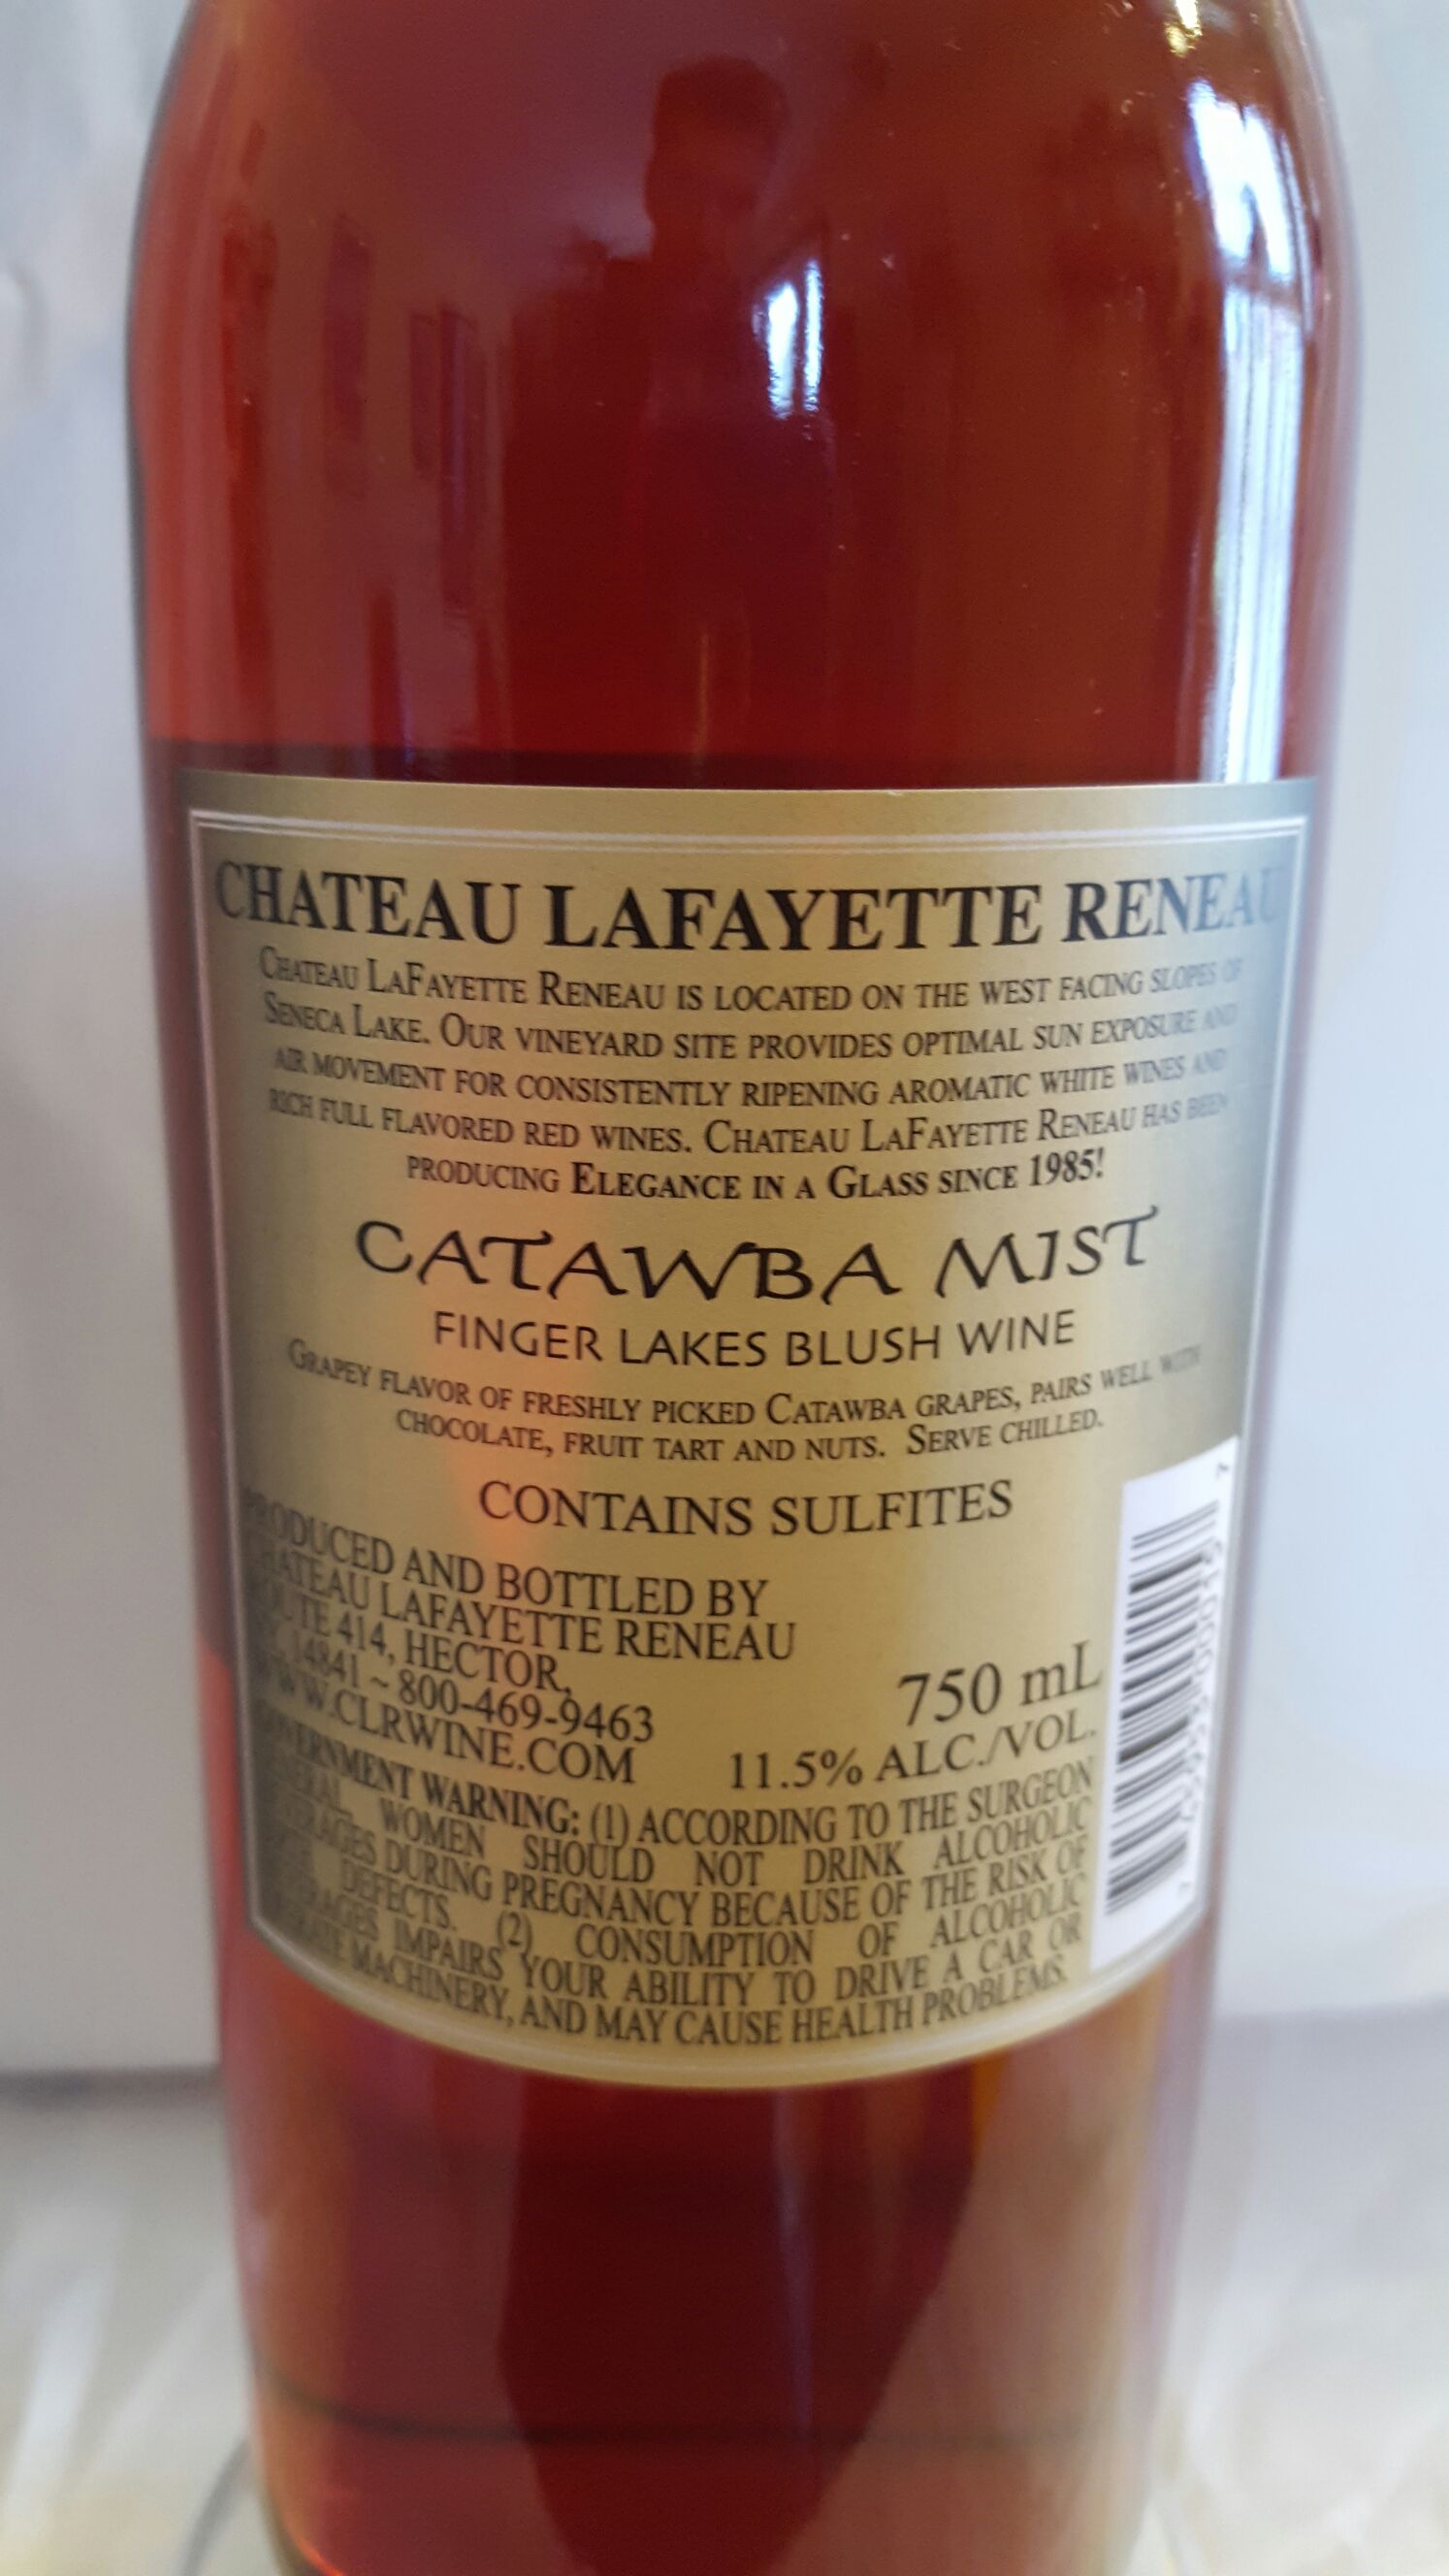 CHATEAU LAFAYETTE RENEAU
CHATEAU LAFAYETTE RENEAU IS LOCATED ON THE WEST FACING SLOPES OF
SENECA LAKE. OUR VINEYARD SITE PROVIDES OPTIMAL SUN EXPOSURE AND
AIR MOVEMENT FOR CONSISTENTLY RIPENING AROMATIC WHITE WINES AND
RICH FULL FLAVORED RED WINES. CHATEAU LAFAYETTE RENEAU HAS BEEN
PRODUCING ELEGANCE IN A GLASS SINCE 1985!
CATAWBA MIST
FINGER LAKES BLUSH WINE
GRAPEY FLAVOR OF FRESHLY PICKED CATAWBA GRAPES, PAIRS WELL WITH
CHOCOLATE, FRUIT TART AND NUTS. SERVE CHILLED.
CONTAINS SULFITES
PRODUCED AND BOTTLED BY
CHATEAU LAFAYETTE RENEAU
ROUTE 414, HECTOR,
14841 ~ 800-469-9463
WWW.CLRWINE.COM
750 mL
11.5% ALC./VOL.
GOVERNMENT WARNING: (1) ACCORDING TO THE SURGEON
GENERAL, WOMEN SHOULD NOT DRINK ALCOHOLIC
BEVERAGES DURING PREGNANCY BECAUSE OF THE RISK OF
DEFECTS. (2) CONSUMPTION OF ALCOHOLIC
BEVERAGES IMPAIRS YOUR ABILITY TO DRIVE A CAR OR
OPERATE MACHINERY, AND MAY CAUSE HEALTH PROBLEMS.